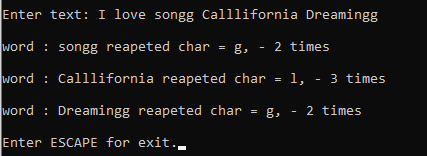 Enter text: I love songg Calllifornia Dreamingg
word : songg reapeted char = g, - 2 times
word : Calllifornia reapeted char = l, - 3 times
word : Dreamingg reapeted char = g, - 2 times
Enter ESCAPE for exit.